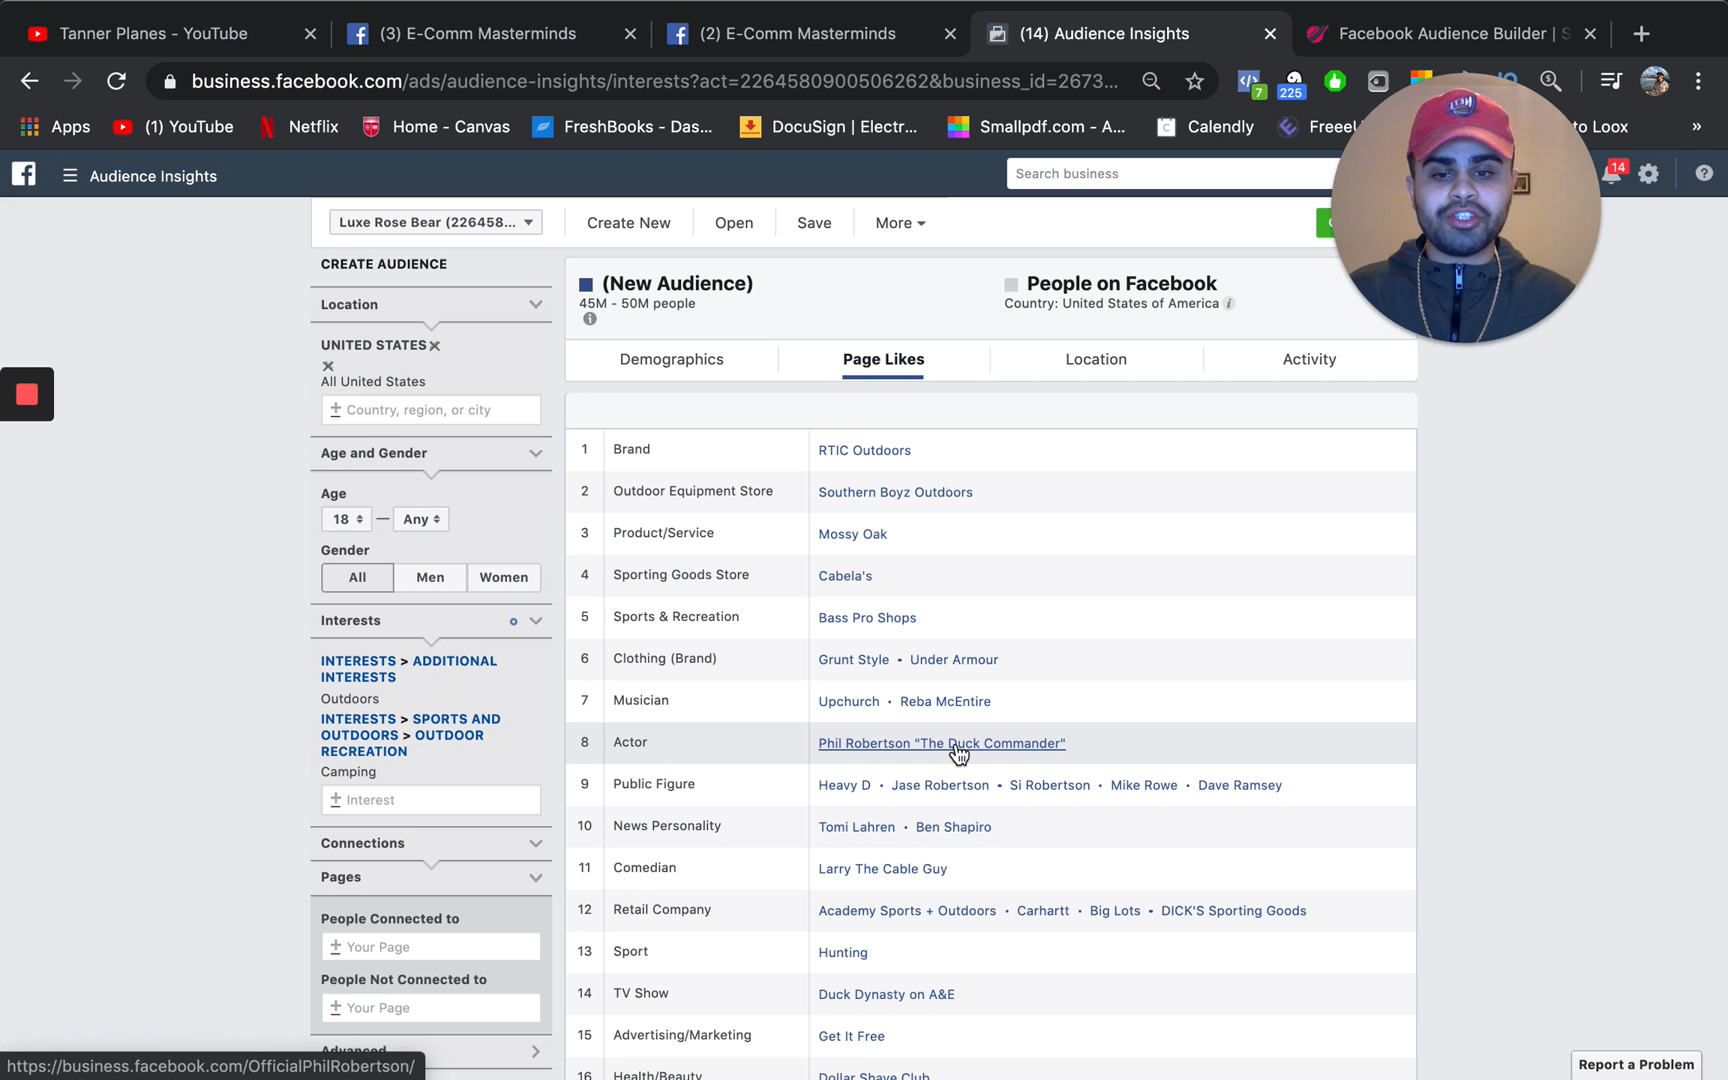 Tanner Planes - YouTube
(3) E-Comm Masterminds
(2) E-Comm Masterminds
(14) Audience Insights
Facebook Audience Builder | S
business.facebook.com/ads/audience-insights/interests?act=2264580900506262&business_id=2673...
7
225
Apps
(1) YouTube
Netflix
Home - Canvas
FreshBooks - Das...
DocuSign | Electr...
Smallpdf.com - A...
Calendly
to Loox
»
Audience Insights
Search business
14
Luxe Rose Bear (226458...
Create New
Open
Save
More
CREATE AUDIENCE
Location
UNITED STATES
All United States
Country, region, or city
Age and Gender
Age
18 — Any
Gender
All Men Women
Interests
INTERESTS > ADDITIONAL
INTERESTS
Outdoors
INTERESTS > SPORTS AND
OUTDOORS > OUTDOOR
RECREATION
Camping
Interest
Connections
Pages
People Connected to
Your Page
People Not Connected to
Your Page
Advanced
(New Audience)
45M - 50M people
People on Facebook
Country: United States of America
Demographics
Page Likes
Location
Activity
1 Brand RTIC Outdoors
2 Outdoor Equipment Store Southern Boyz Outdoors
3 Product/Service Mossy Oak
4 Sporting Goods Store Cabela's
5 Sports & Recreation Bass Pro Shops
6 Clothing (Brand) Grunt Style • Under Armour
7 Musician Upchurch • Reba McEntire
8 Actor Phil Robertson "The Duck Commander"
9 Public Figure Heavy D • Jase Robertson • Si Robertson • Mike Rowe • Dave Ramsey
10 News Personality Tomi Lahren • Ben Shapiro
11 Comedian Larry The Cable Guy
12 Retail Company Academy Sports + Outdoors • Carhartt • Big Lots • DICK'S Sporting Goods
13 Sport Hunting
14 TV Show Duck Dynasty on A&E
15 Advertising/Marketing Get It Free
16 Health/Beauty Dollar Shave Club
https://business.facebook.com/OfficialPhilRobertson/
Report a Problem